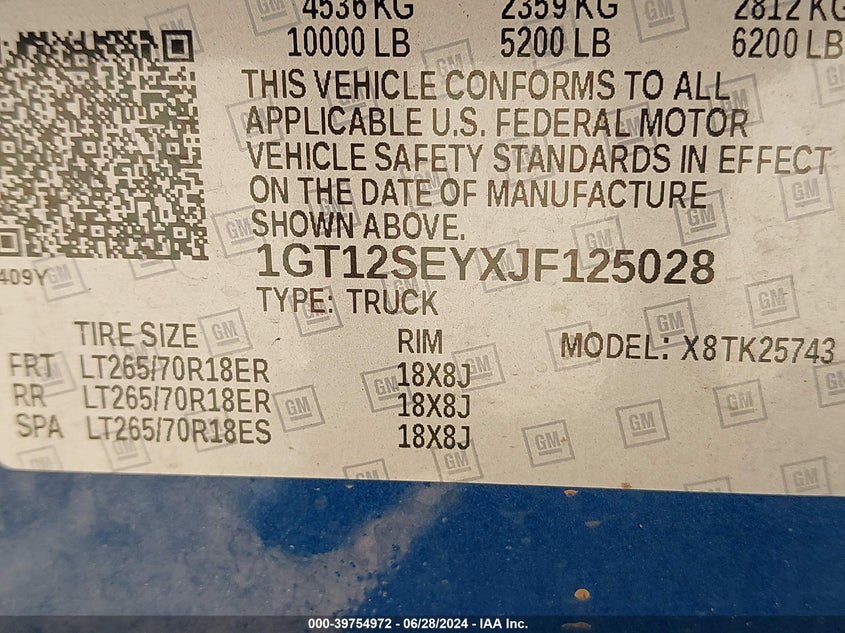 4536 KG 2359 KG 2812 KG
10000 LB 5200 LB 6200 LB
THIS VEHICLE CONFORMS TO ALL
APPLICABLE U.S. FEDERAL MOTOR
VEHICLE SAFETY STANDARDS IN EFFECT
ON THE DATE OF MANUFACTURE
SHOWN ABOVE.
409Y
1GT12SEYXJF125028
TYPE: TRUCK
TIRE SIZE RIM MODEL: X8TK25743
FRT LT265/70R18ER 18X8J
RR LT265/70R18ER 18X8J
SPA LT265/70R18ES 18X8J
000-39754972 / 06/28/2024 - IAA Inc.